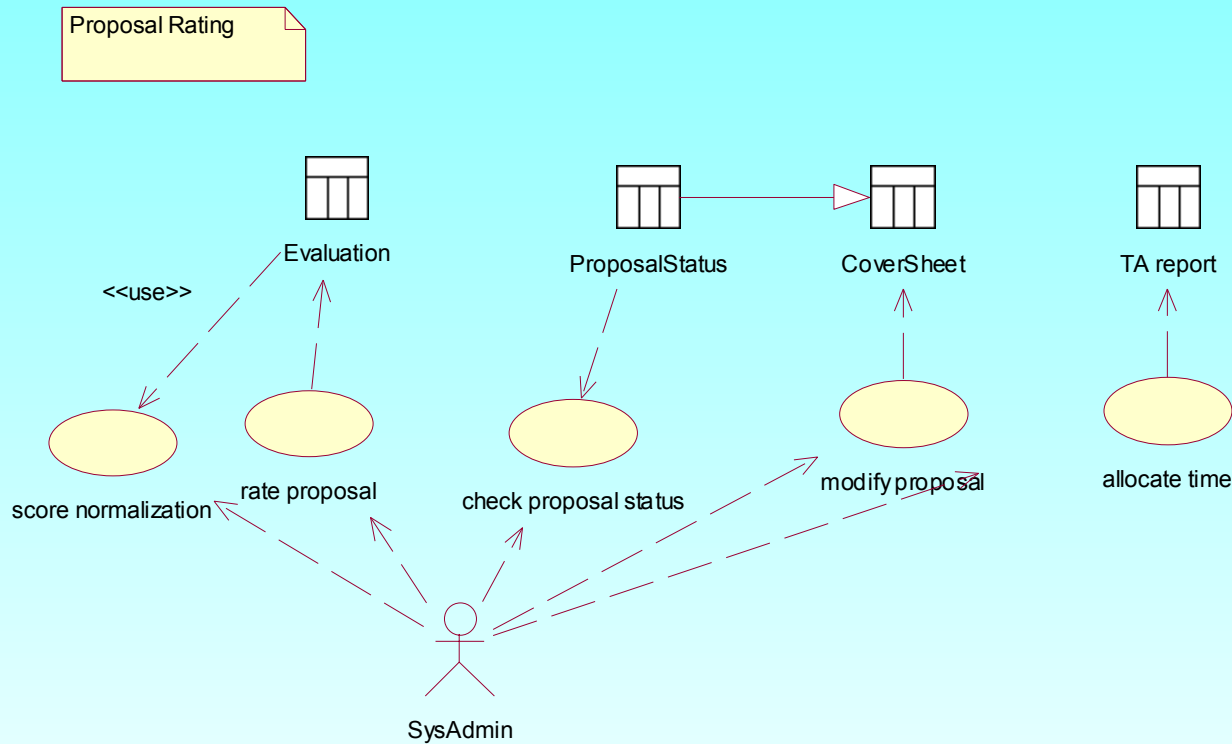 Proposal Rating
Evaluation
ProposalStatus
CoverSheet
TA report
<<use>>
score normalization
rate proposal
check proposal status
modify proposal
allocate time
SysAdmin